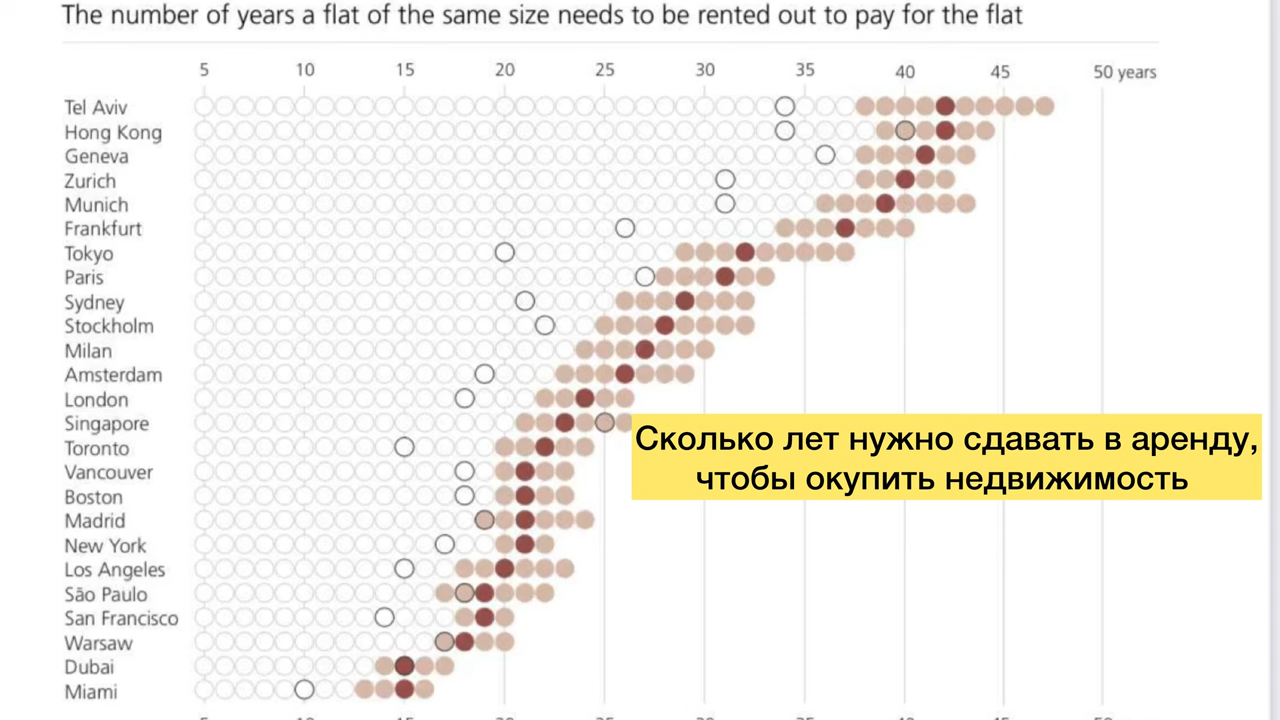 The number of years a flat of the same size needs to be rented out to pay for the flat
5 10 15 20 25 30 35 40 45 50 years
Tel Aviv
Hong Kong
Geneva
Zurich
Munich
Frankfurt
Tokyo
Paris
Sydney
Stockholm
Milan
Amsterdam
London
Singapore
Toronto
Сколько лет нужно сдавать в аренду,
чтобы окупить недвижимость
Vancouver
Boston
Madrid
New York
Los Angeles
São Paulo
San Francisco
Warsaw
Dubai
Miami